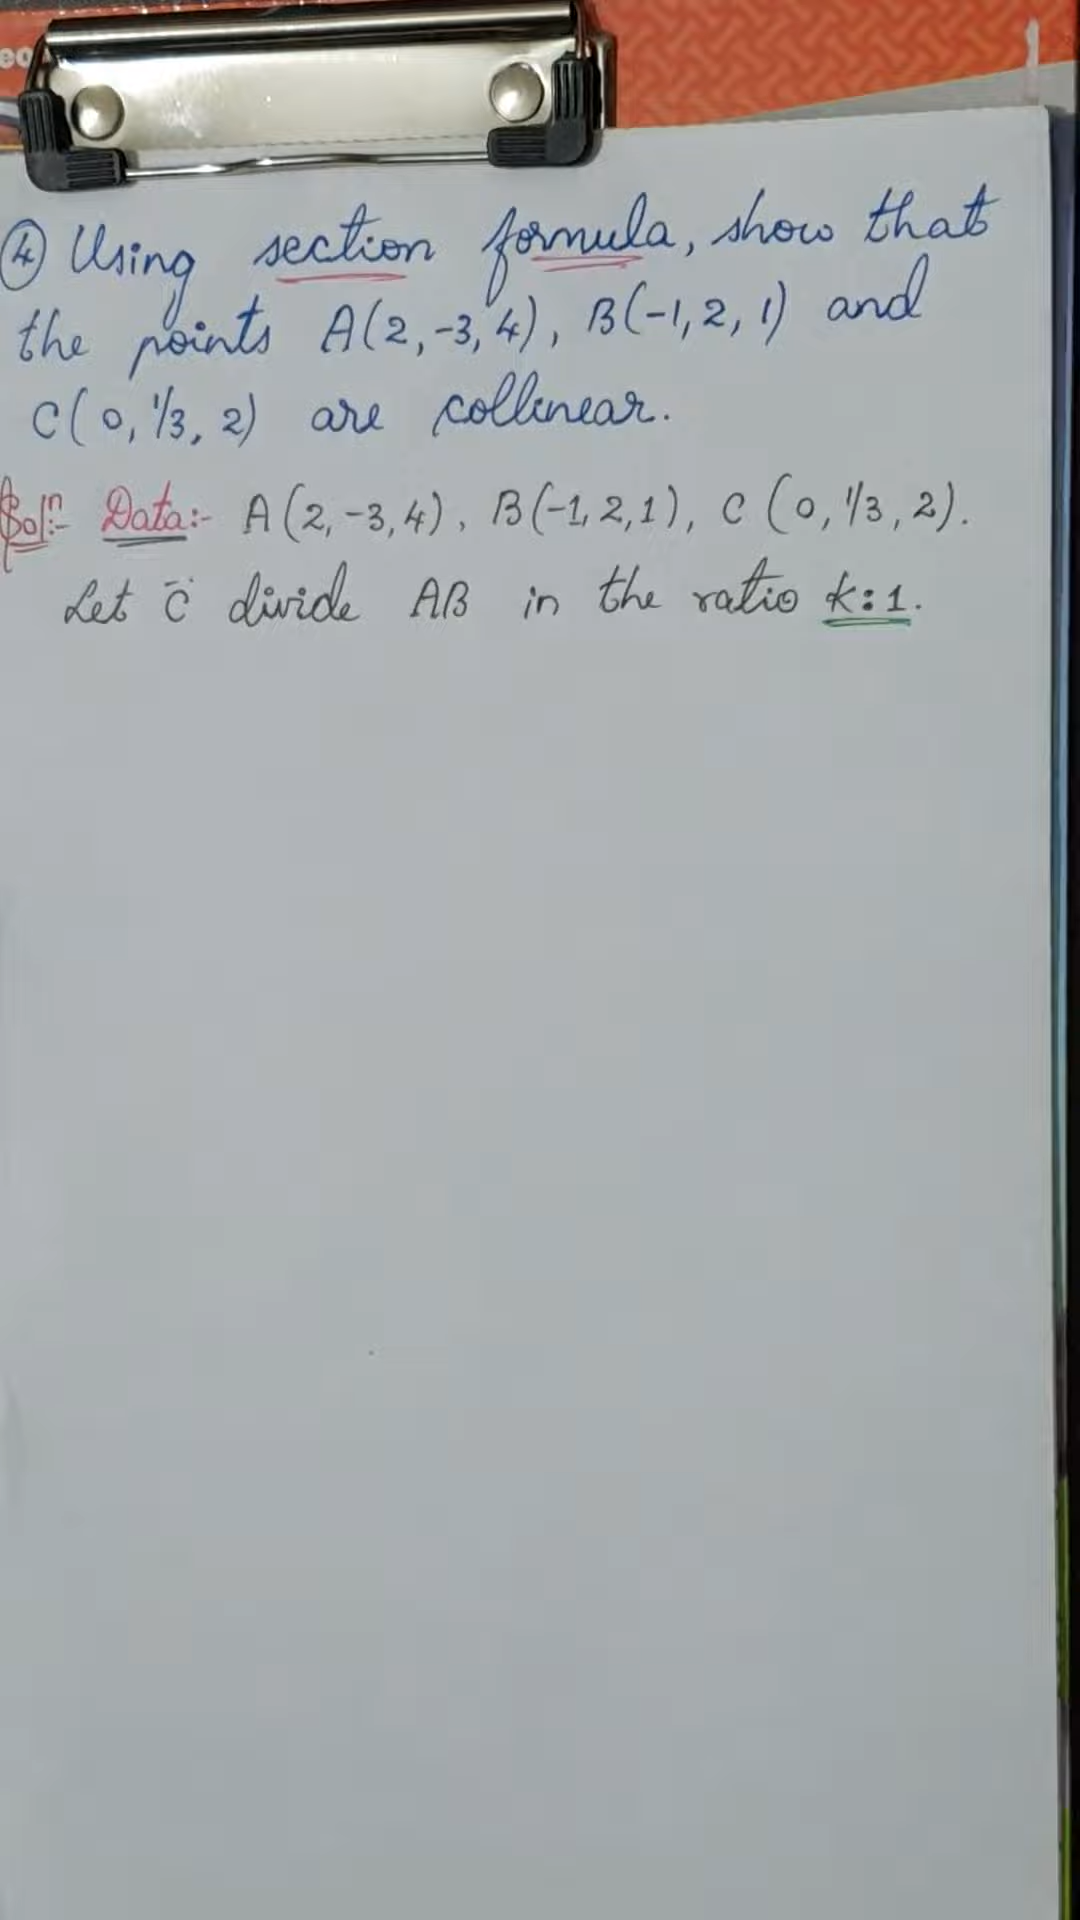 eo
④ Using section formula, show that
the points A(2,-3,4), B(-1,2,1) and
C(0,1/3,2) are collinear.
Solⁿ:- Data:- A(2,-3,4), B(-1,2,1), C(0,1/3,2).
Let 'C' divide AB in the ratio k:1.